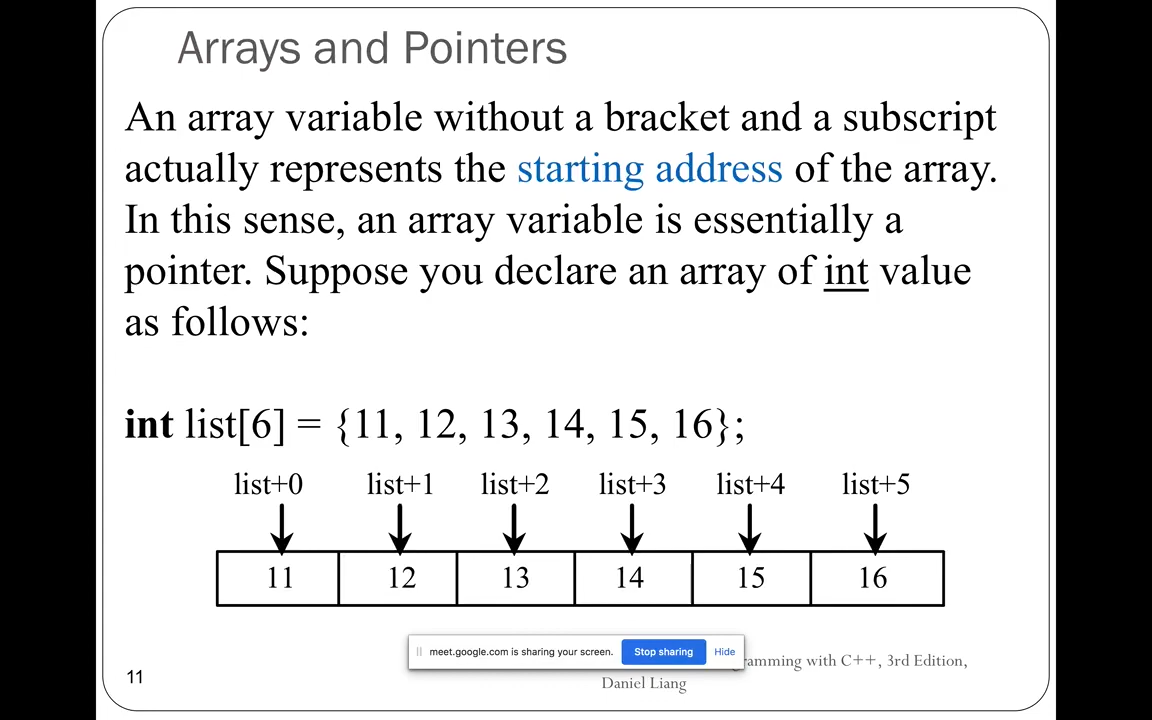 Arrays and Pointers
An array variable without a bracket and a subscript
actually represents the starting address of the array.
In this sense, an array variable is essentially a
pointer. Suppose you declare an array of int value
as follows:
int list[6] = {11, 12, 13, 14, 15, 16};
list+0 list+1 list+2 list+3 list+4 list+5
11 12 13 14 15 16
meet.google.com is sharing your screen. Stop sharing Hide
with C++, 3rd Edition,
11
Daniel Liang